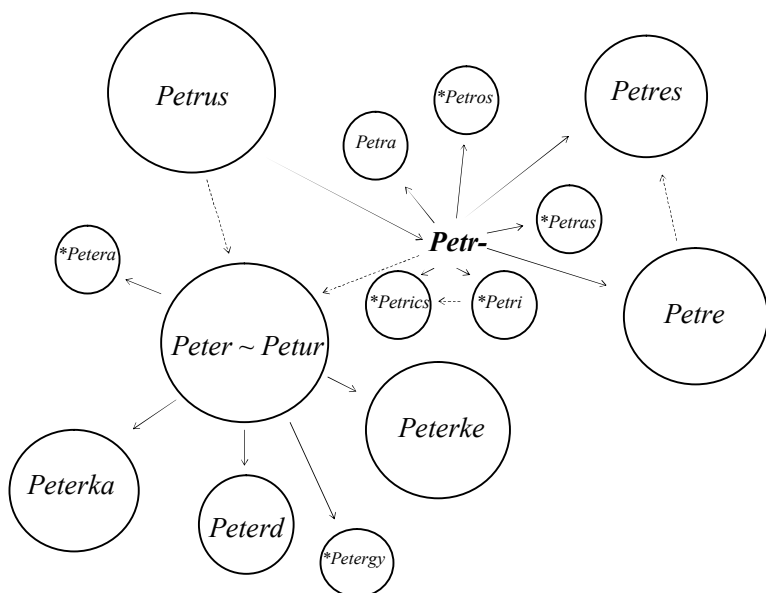 Petrus
*Petros
Petres
Petra
*Petras
Petr-
*Petera
*Petrics
*Petri
Petre
Peter ~ Petur
Peterke
Peterka
Peterd
*Petergy